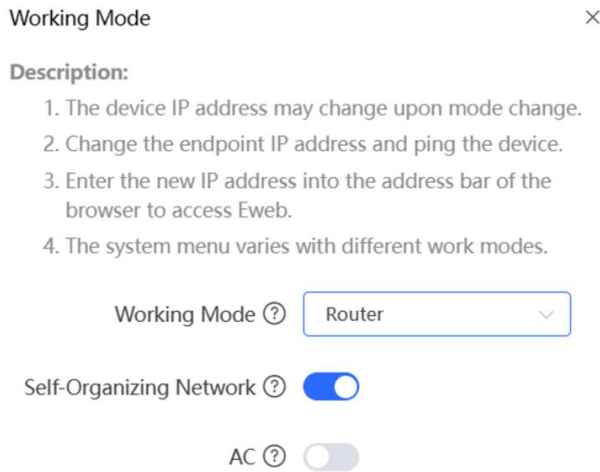 Working Mode
Description:
1. The device IP address may change upon mode change.
2. Change the endpoint IP address and ping the device.
3. Enter the new IP address into the address bar of the
browser to access Eweb.
4. The system menu varies with different work modes.
Working Mode ? Router
Self-Organizing Network ?
AC ?